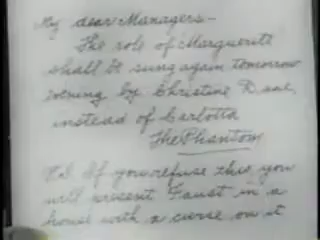 My dear Managers—
The role of Marguerite
shall be sung again tomorrow
evening by Christine Daae,
instead of Carlotta
The Phantom
P.S. If you refuse this, you
will present Faust in a
house with a curse on it